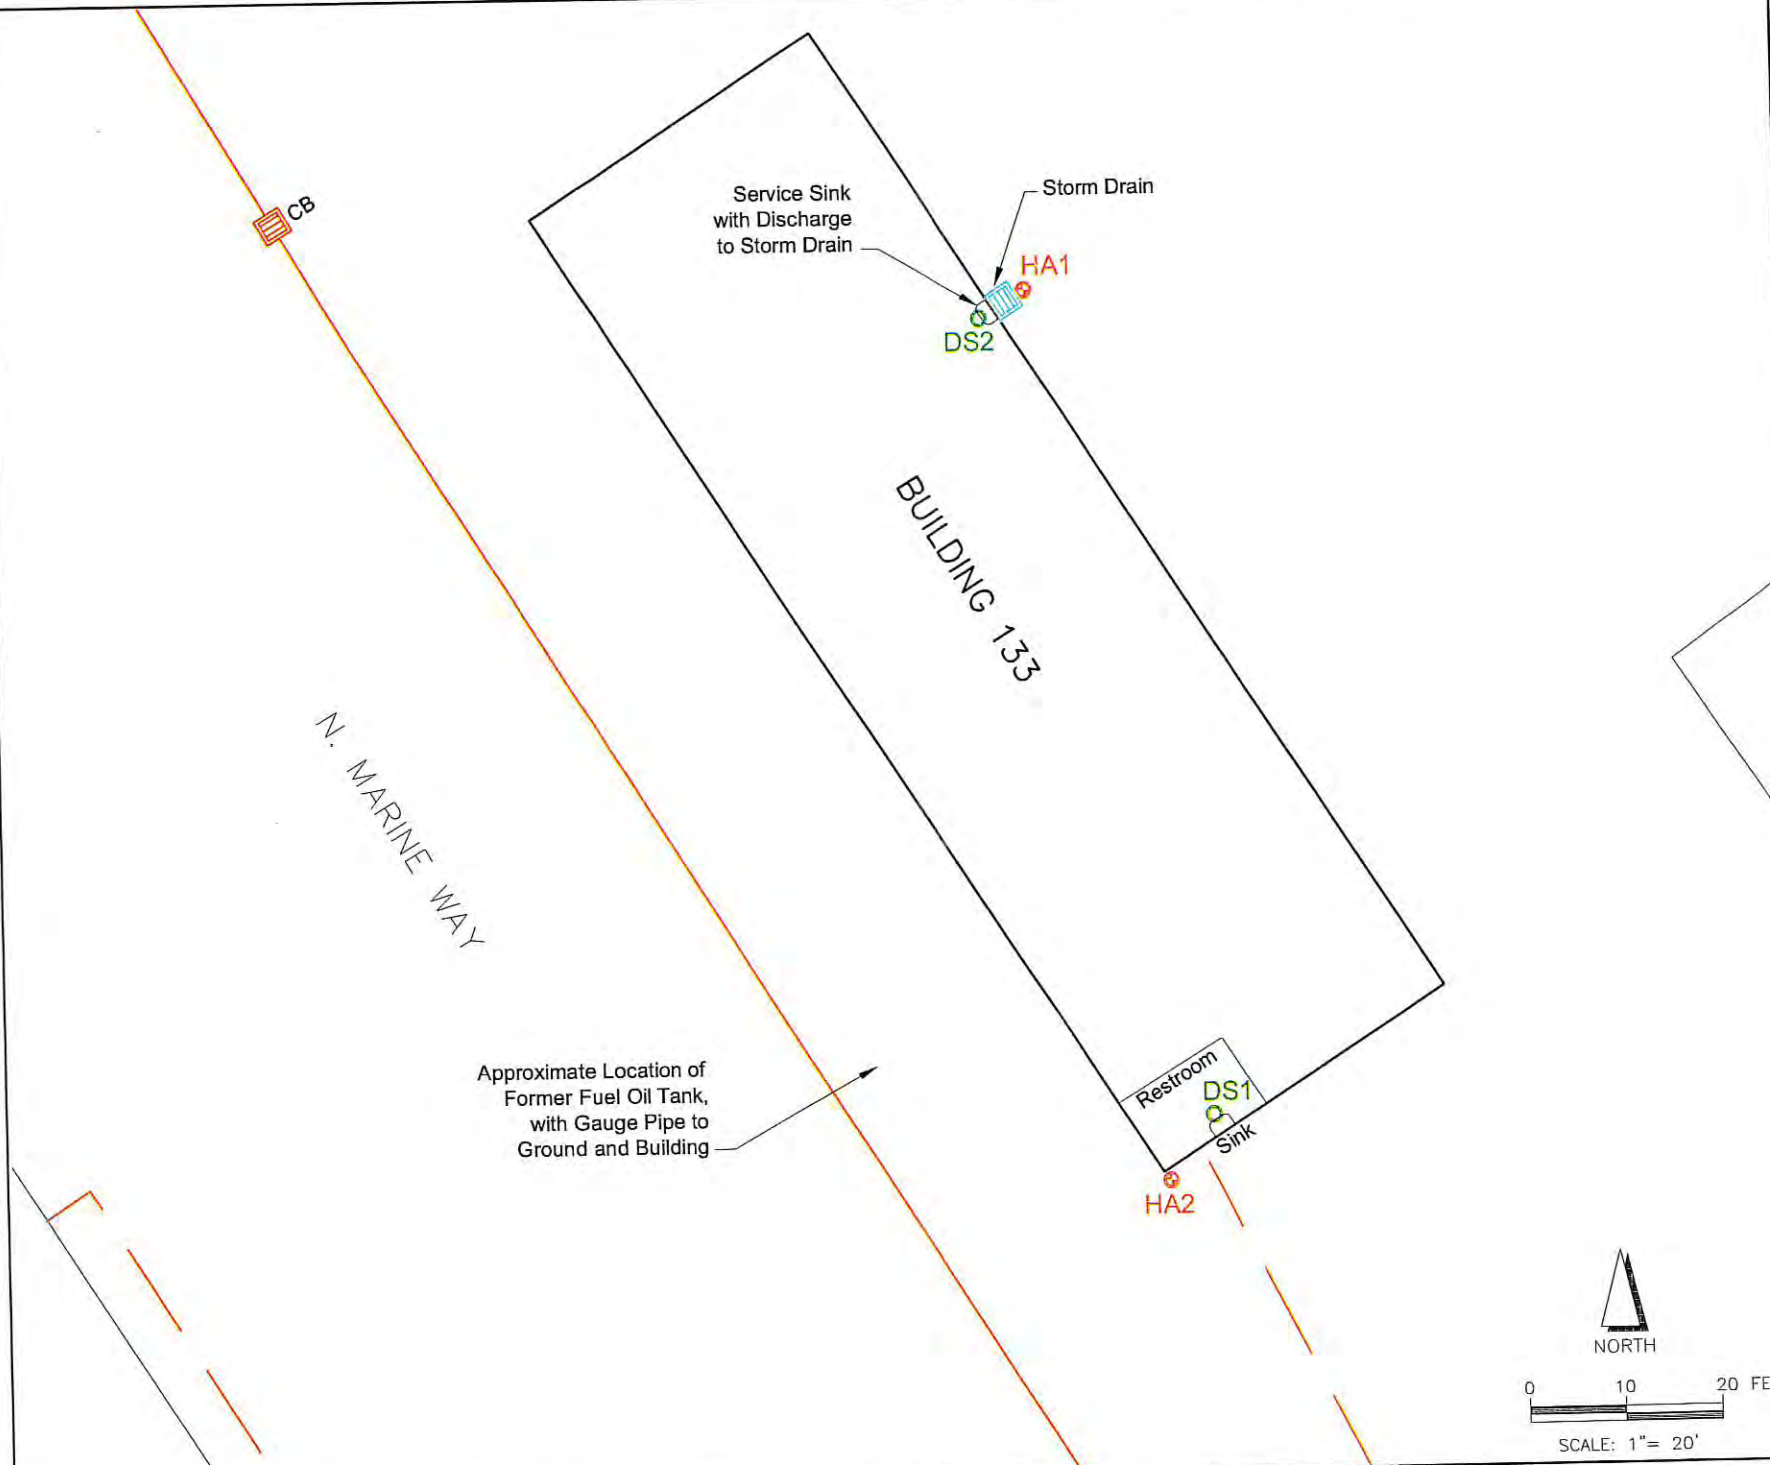 CB
Service Sink
with Discharge
to Storm Drain
Storm Drain
HA1
DS2
BUILDING 133
N. MARINE WAY
Approximate Location of
Former Fuel Oil Tank,
with Gauge Pipe to
Ground and Building
Restroom
DS1
Sink
HA2
NORTH
0 10 20 FE
SCALE: 1"= 20'